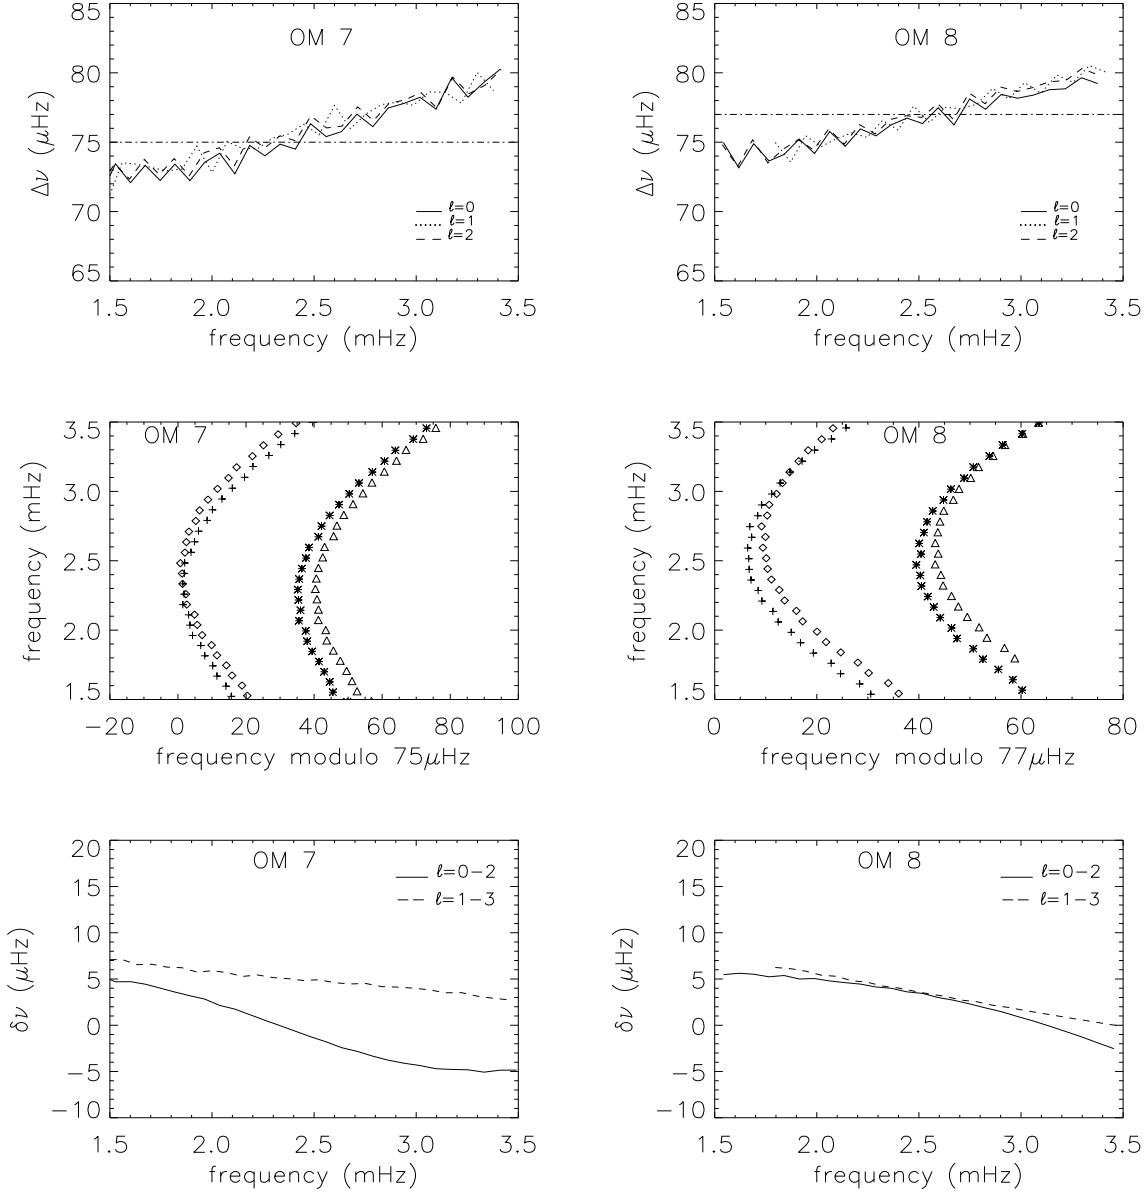 OM 7
85
80
75
70
65
Δν (μHz)
ℓ=0
ℓ=1
ℓ=2
1.5 2.0 2.5 3.0 3.5
frequency (mHz)
OM 8
85
80
75
70
65
Δν (μHz)
ℓ=0
ℓ=1
ℓ=2
1.5 2.0 2.5 3.0 3.5
frequency (mHz)
OM 7
3.5
3.0
2.5
2.0
1.5
frequency (mHz)
−20 0 20 40 60 80 100
frequency modulo 75μHz
OM 8
3.5
3.0
2.5
2.0
1.5
frequency (mHz)
0 20 40 60 80
frequency modulo 77μHz
OM 7
20
15
10
5
0
−5
−10
δν (μHz)
ℓ=0−2
ℓ=1−3
1.5 2.0 2.5 3.0 3.5
frequency (mHz)
OM 8
20
15
10
5
0
−5
−10
δν (μHz)
ℓ=0−2
ℓ=1−3
1.5 2.0 2.5 3.0 3.5
frequency (mHz)